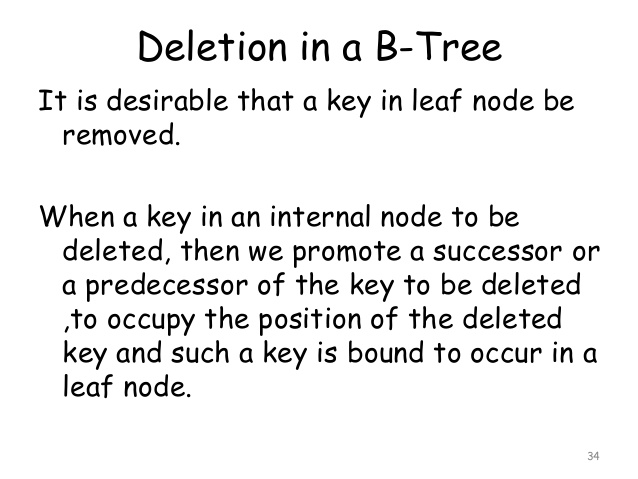 Deletion in a B-Tree
It is desirable that a key in leaf node be
removed.
When a key in an internal node to be
deleted, then we promote a successor or
a predecessor of the key to be deleted
,to occupy the position of the deleted
key and such a key is bound to occur in a
leaf node.
34